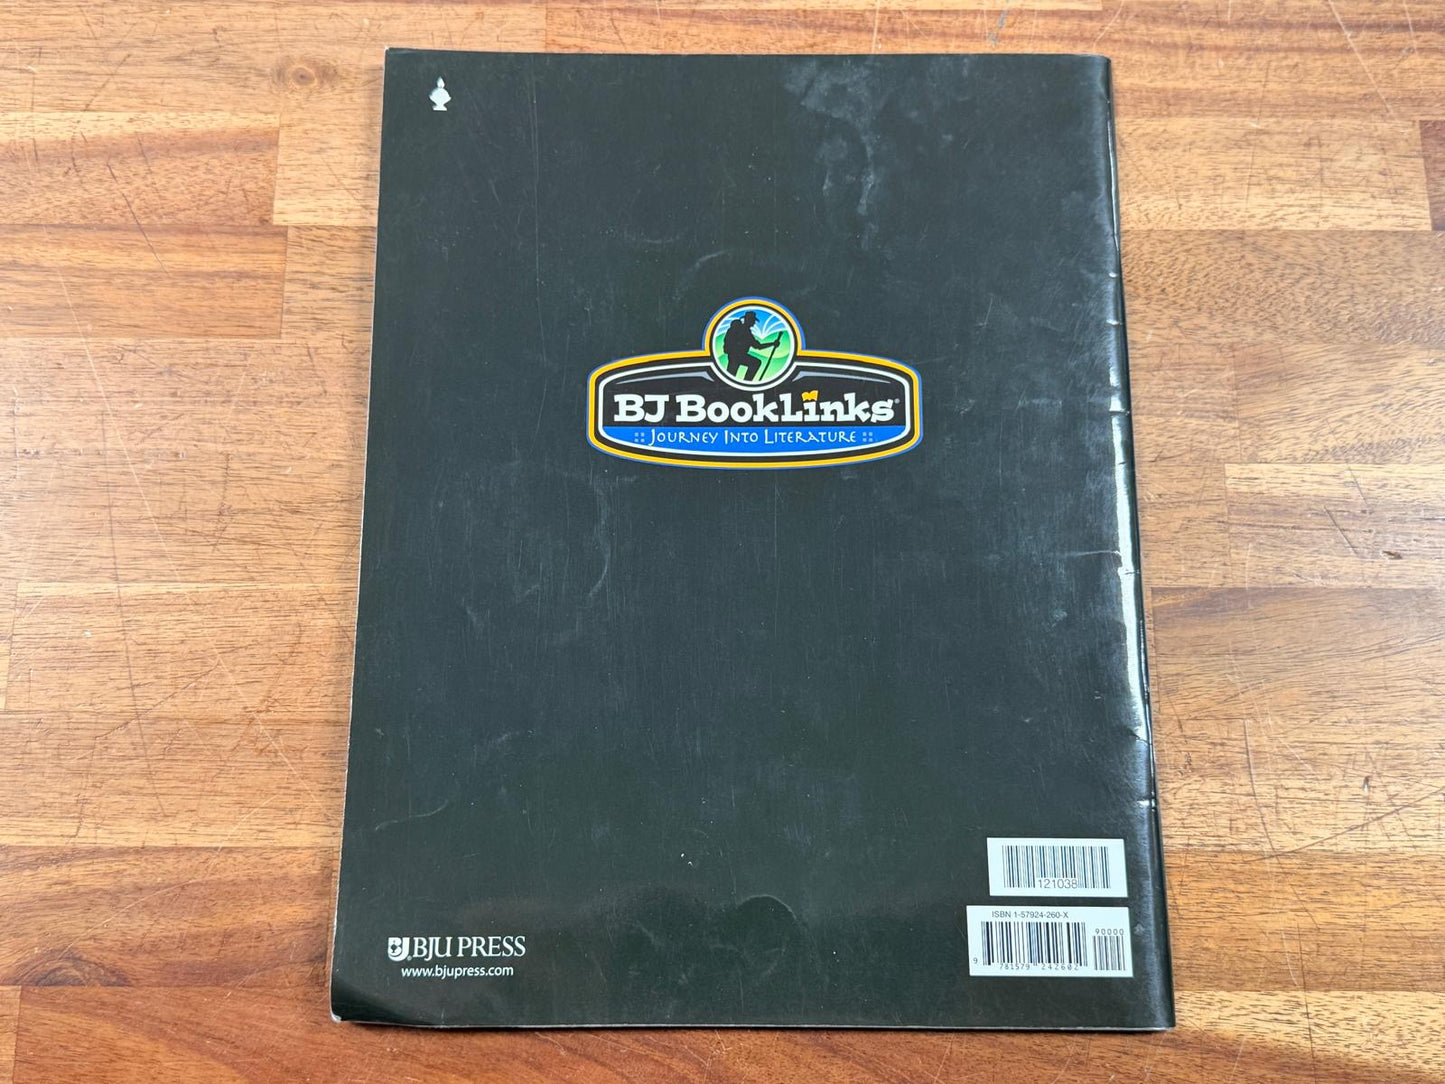 BJ BookLinks®
Journey Into Literature
121038
ISBN 1-57924-260-X
90000
9 781579 242602
BJU PRESS
www.bjupress.com